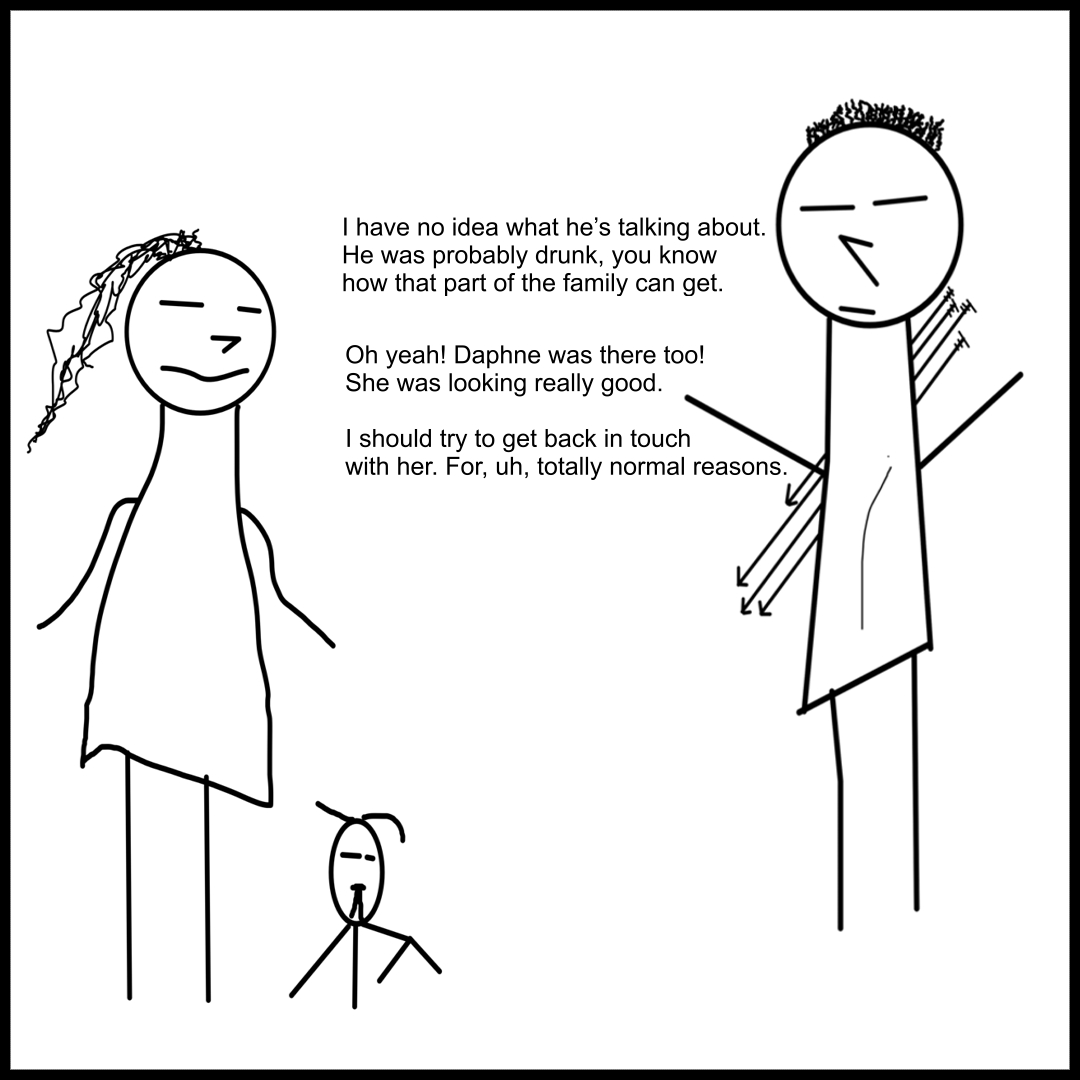 I have no idea what he’s talking about.
He was probably drunk, you know
how that part of the family can get.
Oh yeah! Daphne was there too!
She was looking really good.
I should try to get back in touch
with her. For, uh, totally normal reasons.